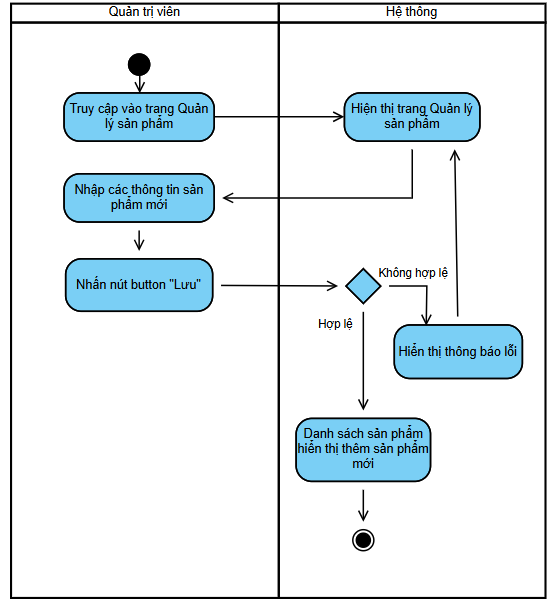 Quản trị viên
Hệ thông
Truy cập vào trang Quản
lý sản phẩm
Hiện thị trang Quản lý
sản phẩm
Nhập các thông tin sản
phẩm mới
Nhấn nút button "Lưu"
Không hợp lệ
Hợp lệ
Hiển thị thông báo lỗi
Danh sách sản phẩm
hiển thị thêm sản phẩm
mới